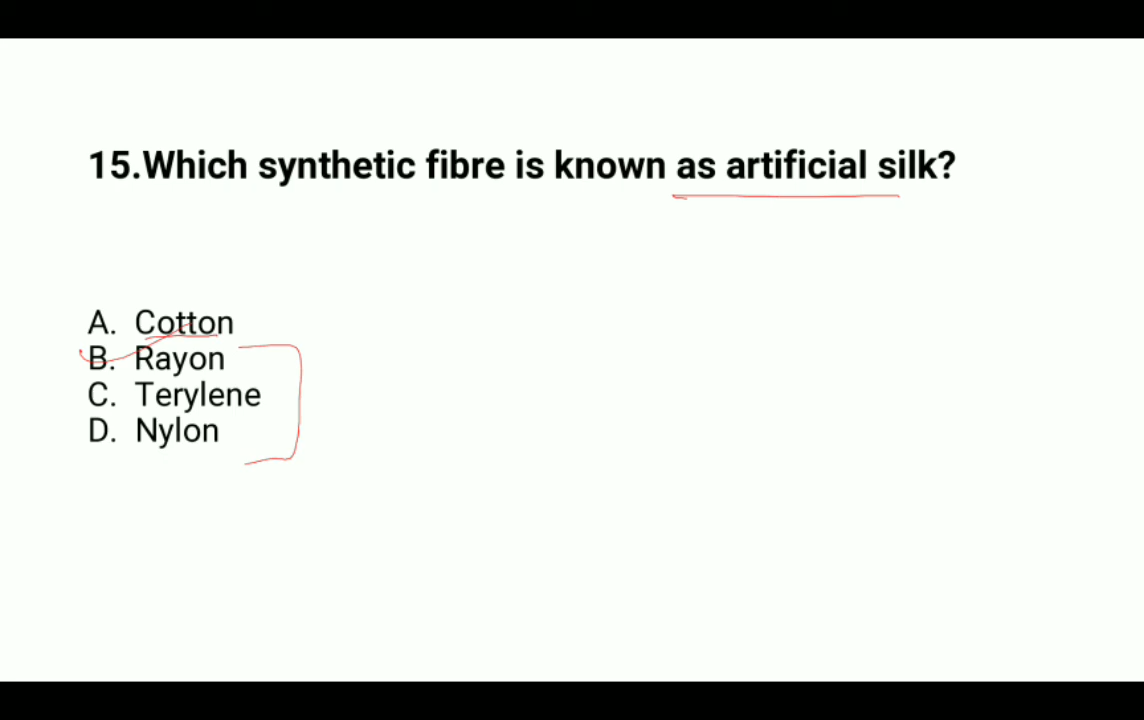 15.Which synthetic fibre is known as artificial silk?
A. Cotton
B. Rayon
C. Terylene
D. Nylon